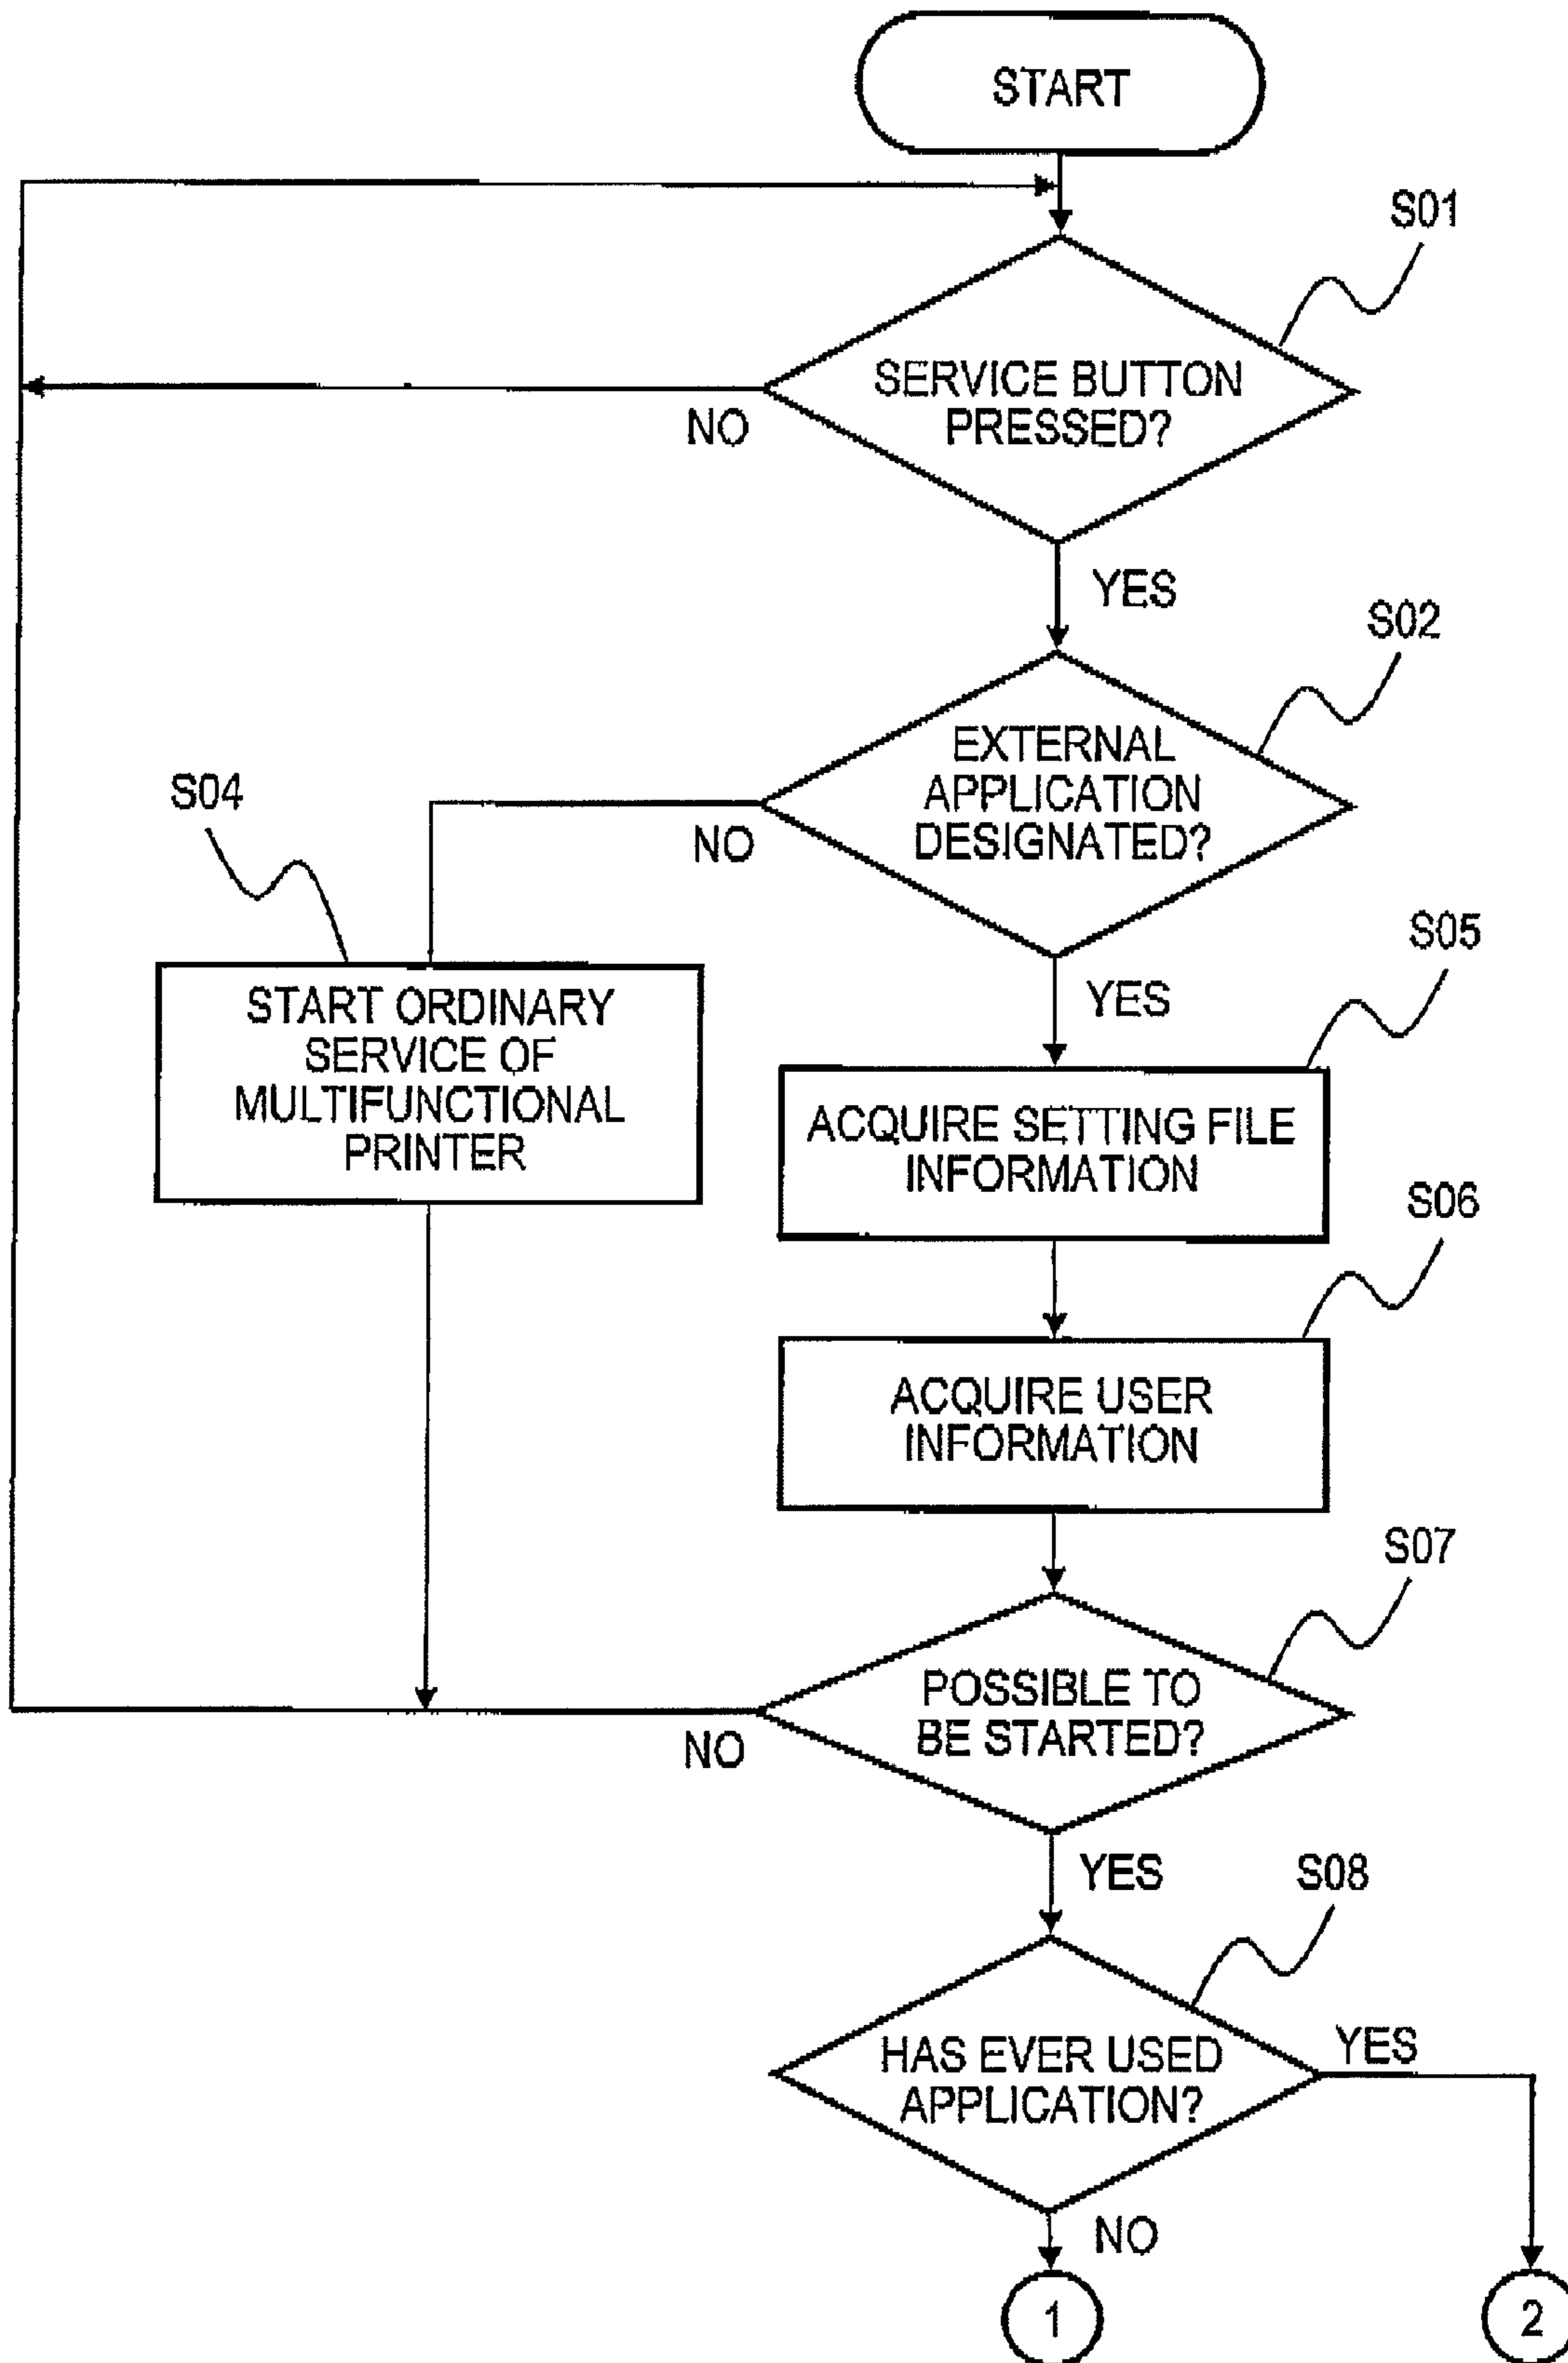 START
S01
SERVICE BUTTON
PRESSED?
NO
YES
S02
EXTERNAL
APPLICATION
DESIGNATED?
NO
YES
S04
START ORDINARY
SERVICE OF
MULTIFUNCTIONAL
PRINTER
S05
ACQUIRE SETTING FILE
INFORMATION
S06
ACQUIRE USER
INFORMATION
S07
POSSIBLE TO
BE STARTED?
NO
YES
S08
HAS EVER USED
APPLICATION?
YES
NO
1
2